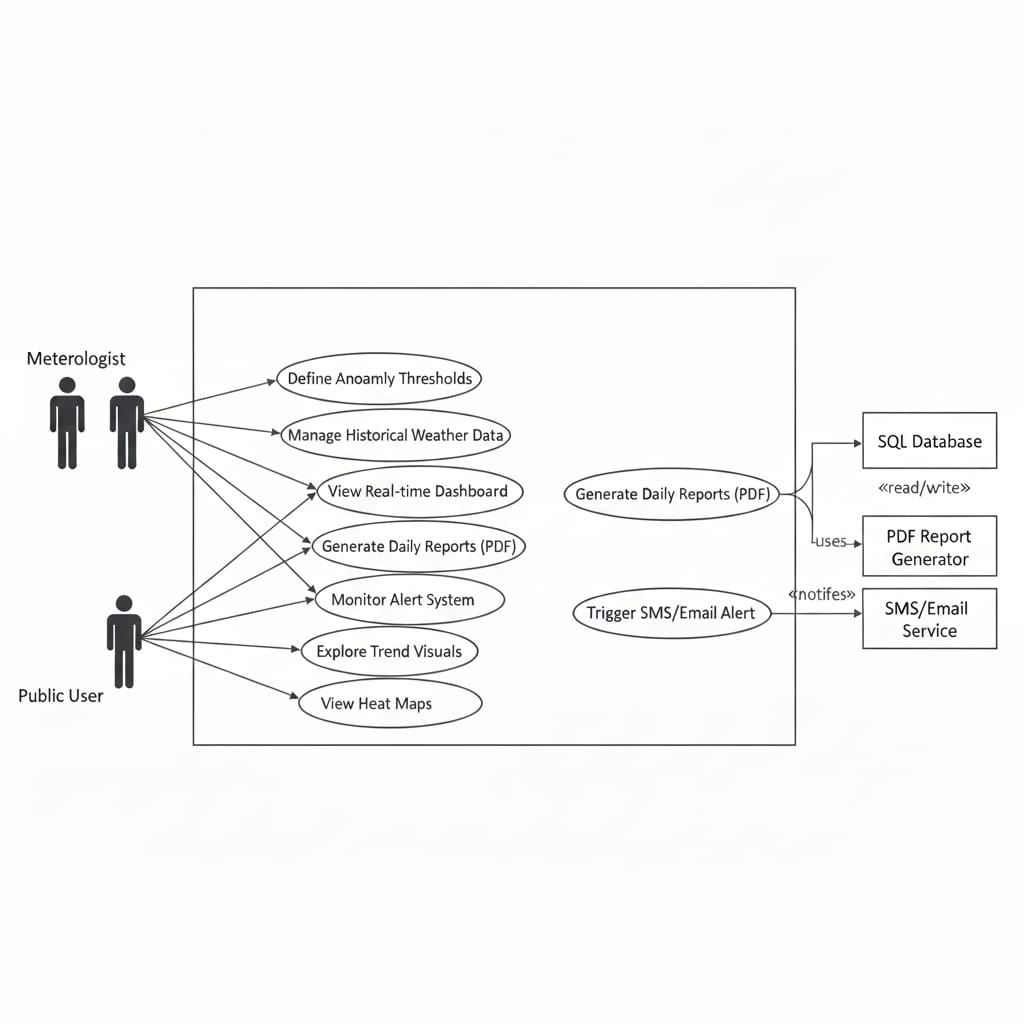 Meterologist
Define Anoamly Thresholds
Manage Historical Weather Data
View Real-time Dashboard
Generate Daily Reports (PDF)
Monitor Alert System
Explore Trend Visuals
View Heat Maps
Public User
Generate Daily Reports (PDF)
Trigger SMS/Email Alert
SQL Database
«read/write»
uses
PDF Report
Generator
«notifes»
SMS/Email
Service